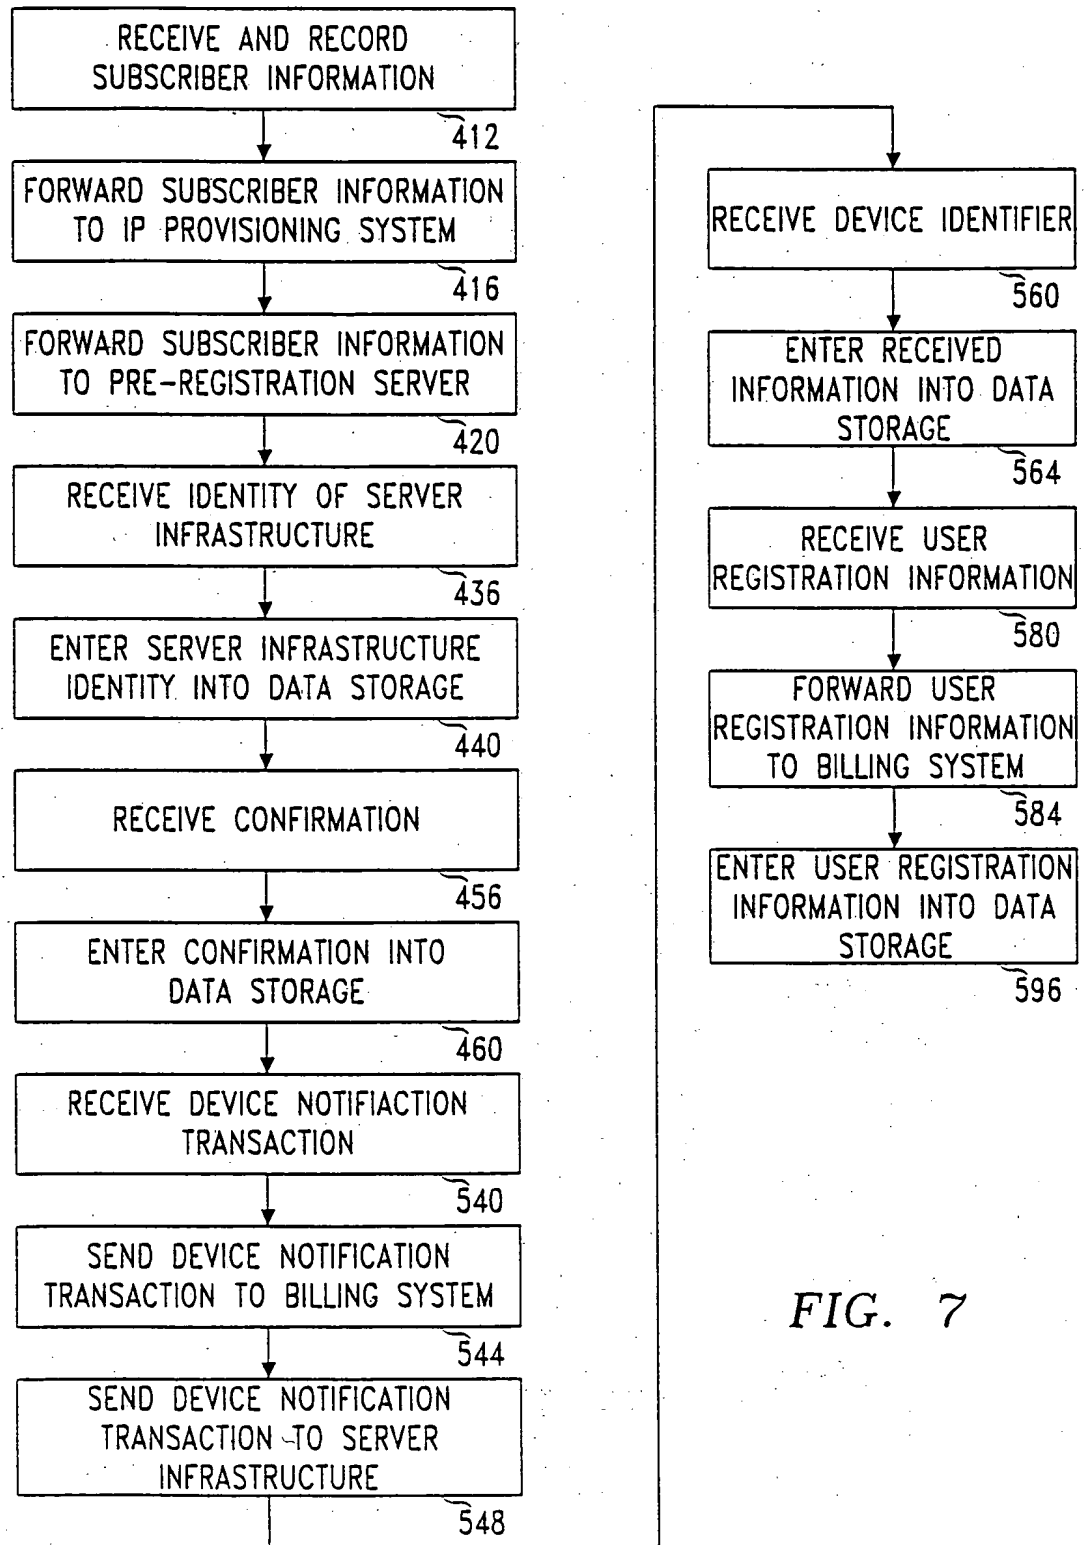 RECEIVE AND RECORD
SUBSCRIBER INFORMATION
412
FORWARD SUBSCRIBER INFORMATION
TO IP PROVISIONING SYSTEM
416
FORWARD SUBSCRIBER INFORMATION
TO PRE-REGISTRATION SERVER
420
RECEIVE IDENTITY OF SERVER
INFRASTRUCTURE
436
ENTER SERVER INFRASTRUCTURE
IDENTITY INTO DATA STORAGE
440
RECEIVE CONFIRMATION
456
ENTER CONFIRMATION INTO
DATA STORAGE
460
RECEIVE DEVICE NOTIFIACTION
TRANSACTION
540
SEND DEVICE NOTIFICATION
TRANSACTION TO BILLING SYSTEM
544
SEND DEVICE NOTIFICATION
TRANSACTION TO SERVER
INFRASTRUCTURE
548
RECEIVE DEVICE IDENTIFIER
560
ENTER RECEIVED
INFORMATION INTO DATA
STORAGE
564
RECEIVE USER
REGISTRATION INFORMATION
580
FORWARD USER
REGISTRATION INFORMATION
TO BILLING SYSTEM
584
ENTER USER REGISTRATION
INFORMATION INTO DATA
STORAGE
596
FIG. 7